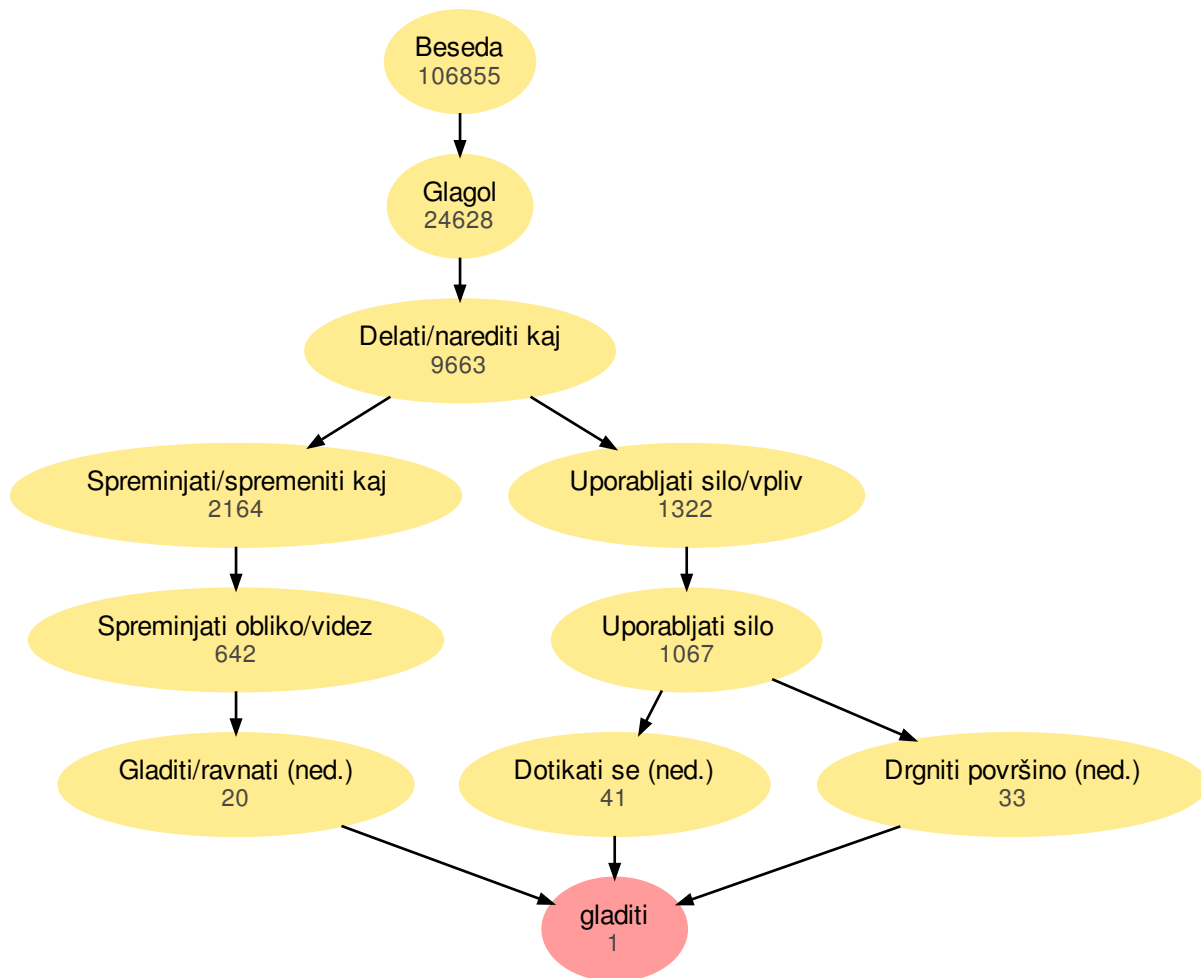 Beseda
106855
Glagol
24628
Delati/narediti kaj
9663
Spreminjati/spremeniti kaj
2164
Uporabljati silo/vpliv
1322
Spreminjati obliko/videz
642
Uporabljati silo
1067
Gladiti/ravnati (ned.)
20
Dotikati se (ned.)
41
Drgniti površino (ned.)
33
gladiti
1